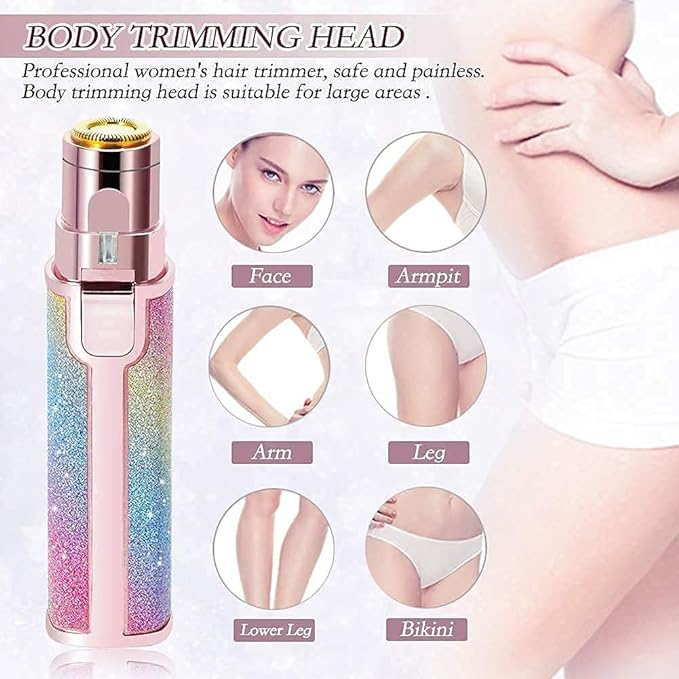 BODY TRIMMING HEAD
Professional women's hair trimmer, safe and painless.
Body trimming head is suitable for large areas .
Face
Armpit
Arm
Leg
Lower Leg
Bikini